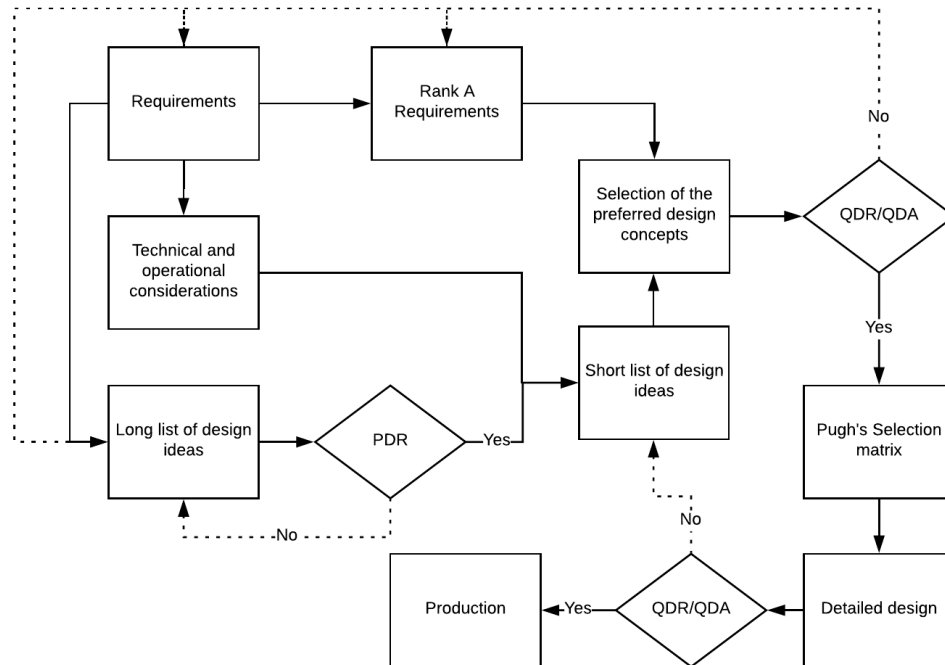 Requirements
Rank A
Requirements
No
Selection of the
preferred design
concepts
QDR/QDA
Technical and
operational
considerations
Yes
Short list of design
ideas
Long list of design
ideas
PDR
Yes
Pugh's Selection
matrix
No
No
Production
Yes
QDR/QDA
Detailed design